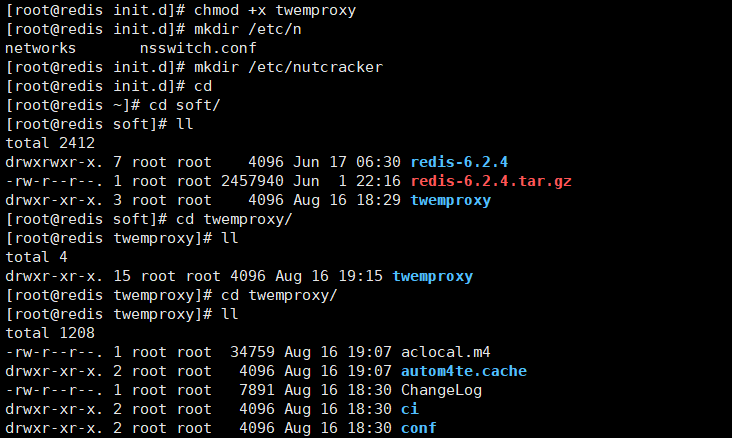 [root@redis init.d]# chmod +x twemproxy
[root@redis init.d]# mkdir /etc/n
networks       nsswitch.conf
[root@redis init.d]# mkdir /etc/nutcracker
[root@redis init.d]# cd
[root@redis ~]# cd soft/
[root@redis soft]# ll
total 2412
drwxrwxr-x. 7 root root    4096 Jun 17 06:30 redis-6.2.4
-rw-r--r--. 1 root root 2457940 Jun  1 22:16 redis-6.2.4.tar.gz
drwxr-xr-x. 3 root root    4096 Aug 16 18:29 twemproxy
[root@redis soft]# cd twemproxy/
[root@redis twemproxy]# ll
total 4
drwxr-xr-x. 15 root root 4096 Aug 16 19:15 twemproxy
[root@redis twemproxy]# cd twemproxy/
[root@redis twemproxy]# ll
total 1208
-rw-r--r--. 1 root root  34759 Aug 16 19:07 aclocal.m4
drwxr-xr-x. 2 root root   4096 Aug 16 19:07 autom4te.cache
-rw-r--r--. 1 root root   7891 Aug 16 18:30 ChangeLog
drwxr-xr-x. 2 root root   4096 Aug 16 18:30 ci
drwxr-xr-x. 2 root root   4096 Aug 16 18:30 conf